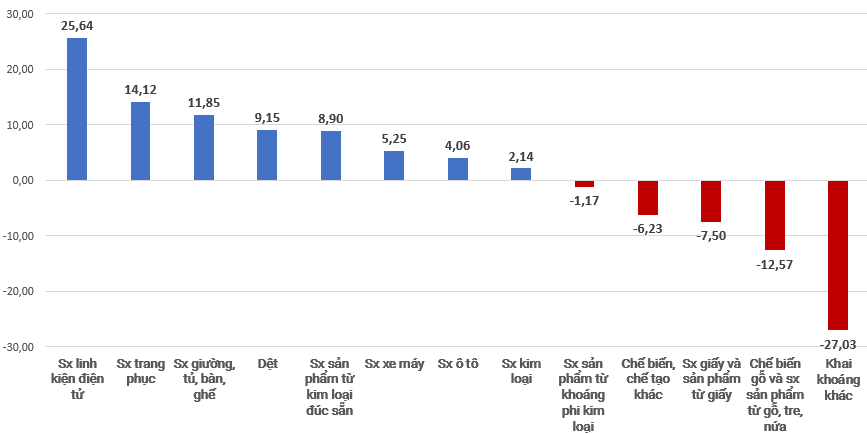 30,00
20,00
10,00
0,00
-10,00
-20,00
-30,00
25,64
14,12
11,85
9,15
8,90
5,25
4,06
2,14
-1,17
-6,23
-7,50
-12,57
-27,03
Sx linh
kiện điện
tử
Sx trang
phục
Sx giường,
tủ, bàn,
ghế
Dệt
Sx sản
phẩm từ
kim loại
đúc sẵn
Sx xe máy
Sx ô tô
Sx kim
loại
Sx sản
phẩm từ
khoáng
phi kim
loại
Chế biến,
chế tạo
khác
Sx giấy và
sản phẩm
từ giấy
Chế biến
gỗ và sx
sản phẩm
từ gỗ, tre,
nứa
Khai
khoáng
khác